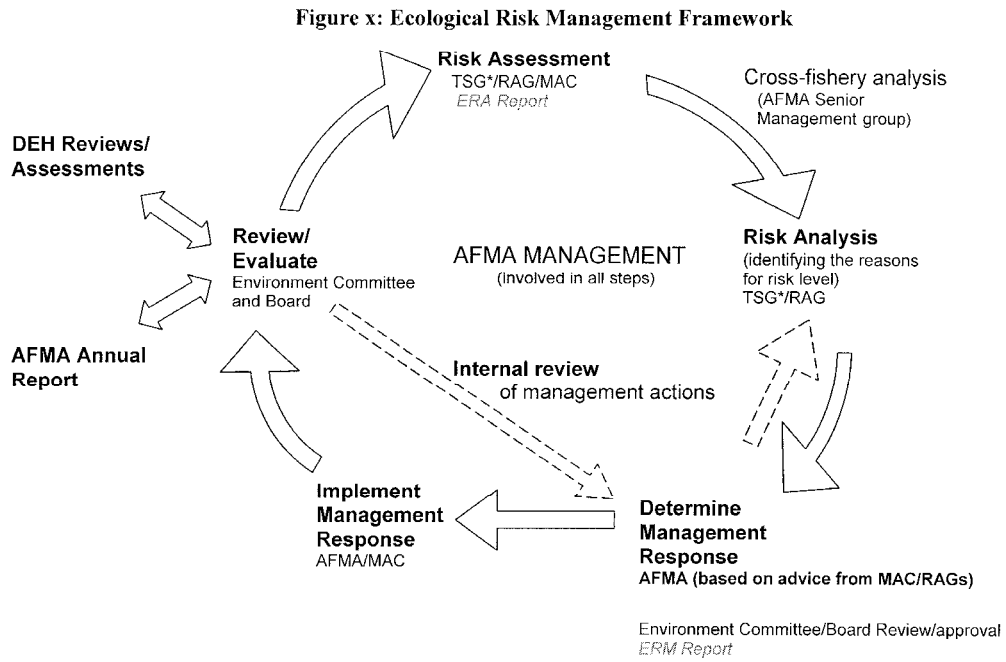 Figure x: Ecological Risk Management Framework
Risk Assessment
TSG*/RAG/MAC
ERA Report
Cross-fishery analysis
(AFMA Senior
Management group)
DEH Reviews/
Assessments
Review/
Evaluate
Environment Committee
and Board
AFMA MANAGEMENT
(involved in all steps)
Risk Analysis
(identifying the reasons
for risk level)
TSG*/RAG
AFMA Annual
Report
Internal review
of management actions
Implement
Management
Response
AFMA/MAC
Determine
Management
Response
AFMA (based on advice from MAC/RAGs)
Environment Committee/Board Review/approval
ERM Report